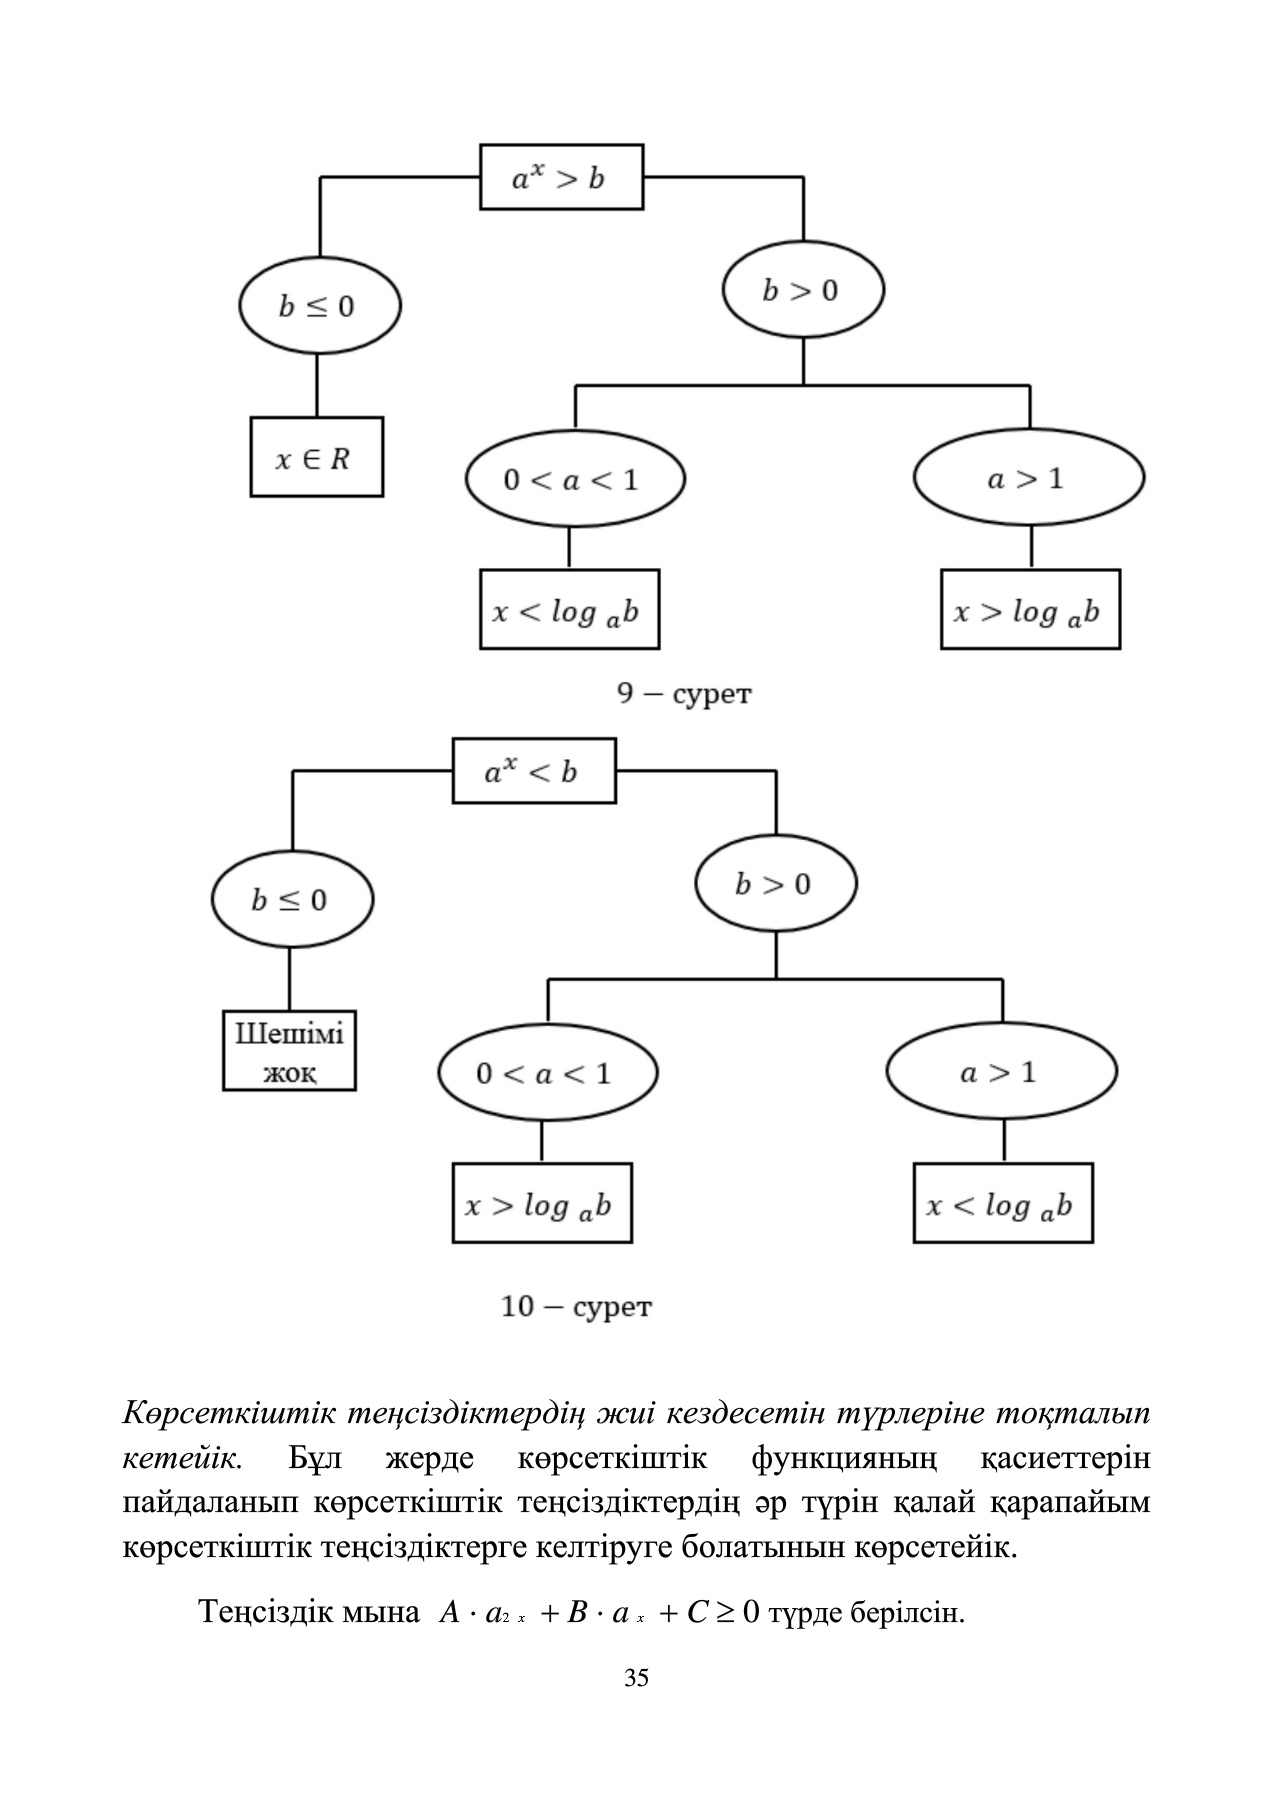 aˣ > b
b ≤ 0
b > 0
x ∈ R
0 < a < 1
a > 1
x < log ₐb
x > log ₐb
9 − сурет
aˣ < b
b ≤ 0
b > 0
Шешімі
жоқ
0 < a < 1
a > 1
x > log ₐb
x < log ₐb
10 − сурет
Көрсеткіштік теңсіздіктердің жиі кездесетін түрлеріне тоқталып
кетейік. Бұл жерде көрсеткіштік функцияның қасиеттерін
пайдаланып көрсеткіштік теңсіздіктердің әр түрін қалай қарапайым
көрсеткіштік теңсіздіктерге келтіруге болатынын көрсетейік.
Теңсіздік мына A · a₂ ₓ + B · a ₓ + C ≥ 0 түрде берілсін.
35